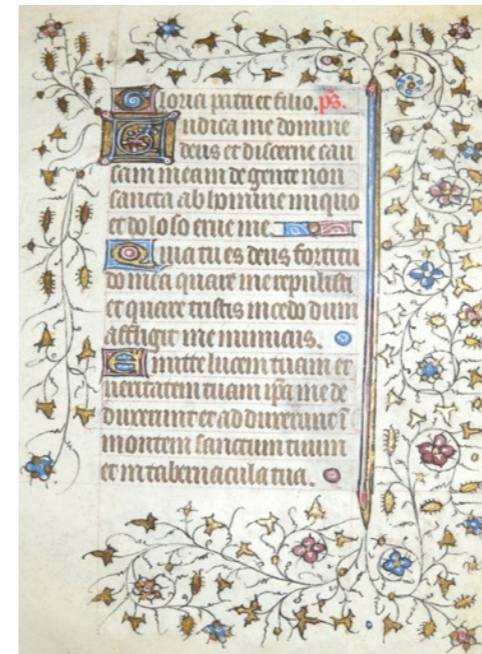 Gloria patri et filio. ps.
Iudica me domine
deus et discerne cau
sam meam de gente non
sancta ab homine iniquo
et doloso erue me.
Quia tu es deus fortitu
do mea quare me repulisti
et quare tristis incedo dum
affligit me inimicus.
Emitte lucem tuam et
veritatem tuam ipa me de
duxerunt et adduxerunt ī
montem sanctum tuum
et in tabernacula tua.